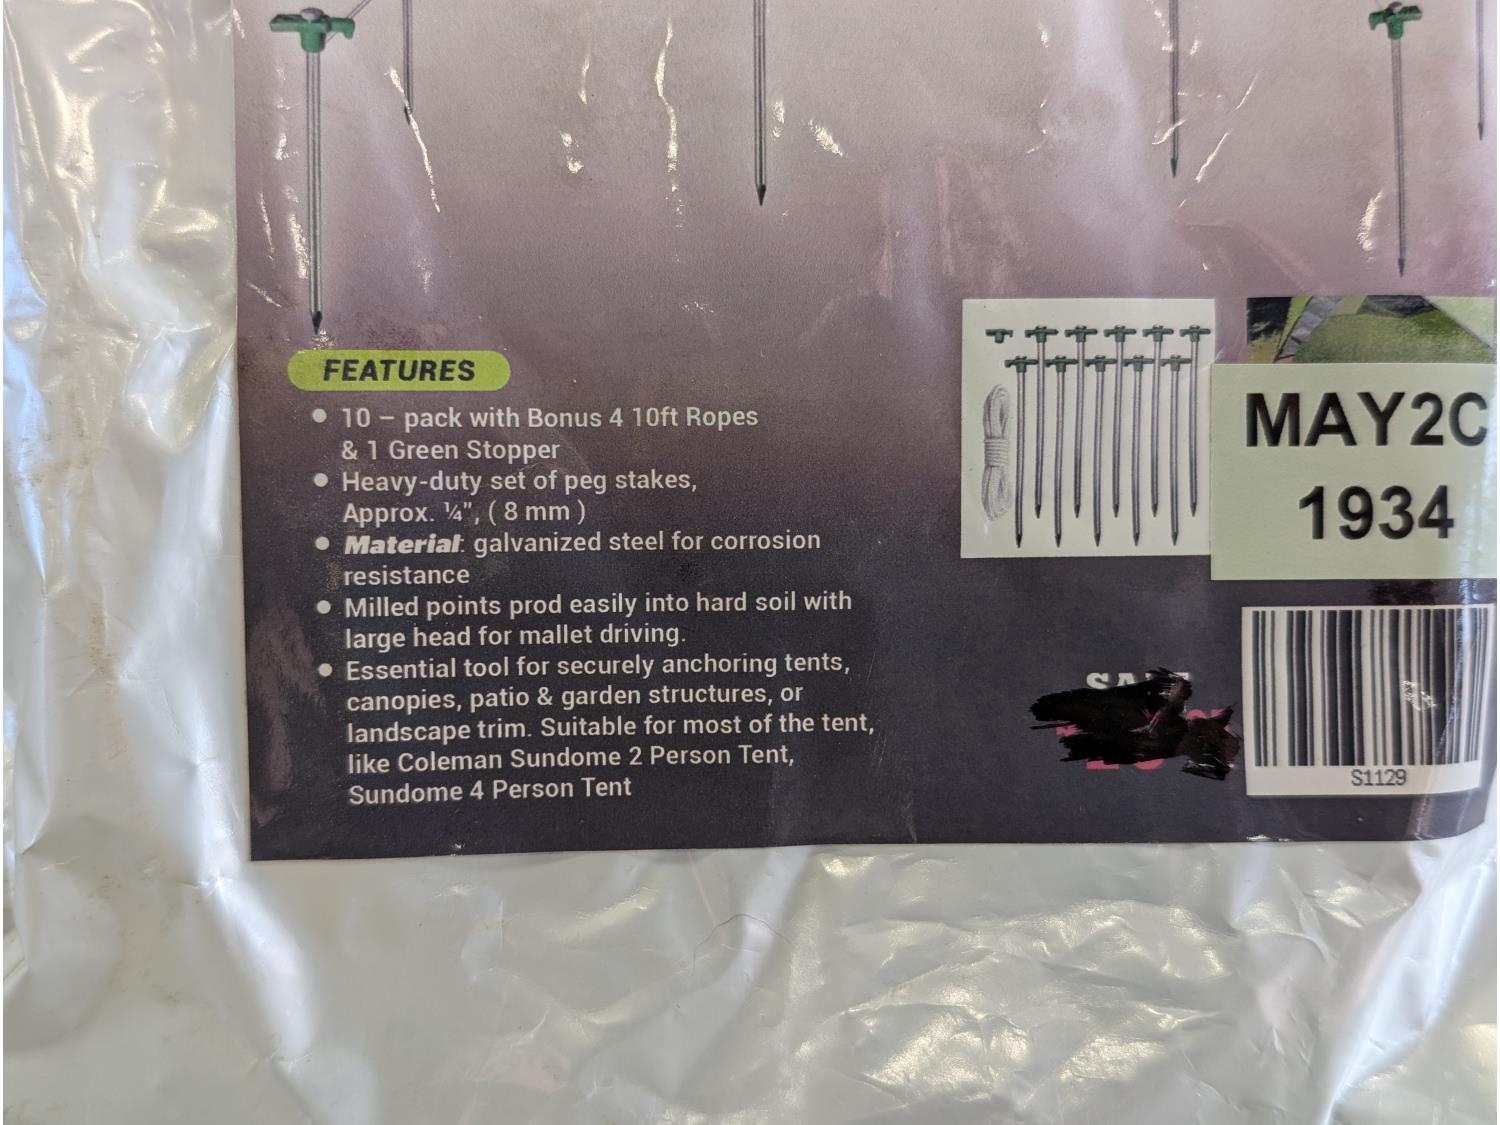 FEATURES
10 – pack with Bonus 4 10ft Ropes
& 1 Green Stopper
Heavy-duty set of peg stakes,
Approx. ¼", ( 8 mm )
Material: galvanized steel for corrosion
resistance
Milled points prod easily into hard soil with
large head for mallet driving.
Essential tool for securely anchoring tents,
canopies, patio & garden structures, or
landscape trim. Suitable for most of the tent,
like Coleman Sundome 2 Person Tent,
Sundome 4 Person Tent
MAY2C
1934
S1129